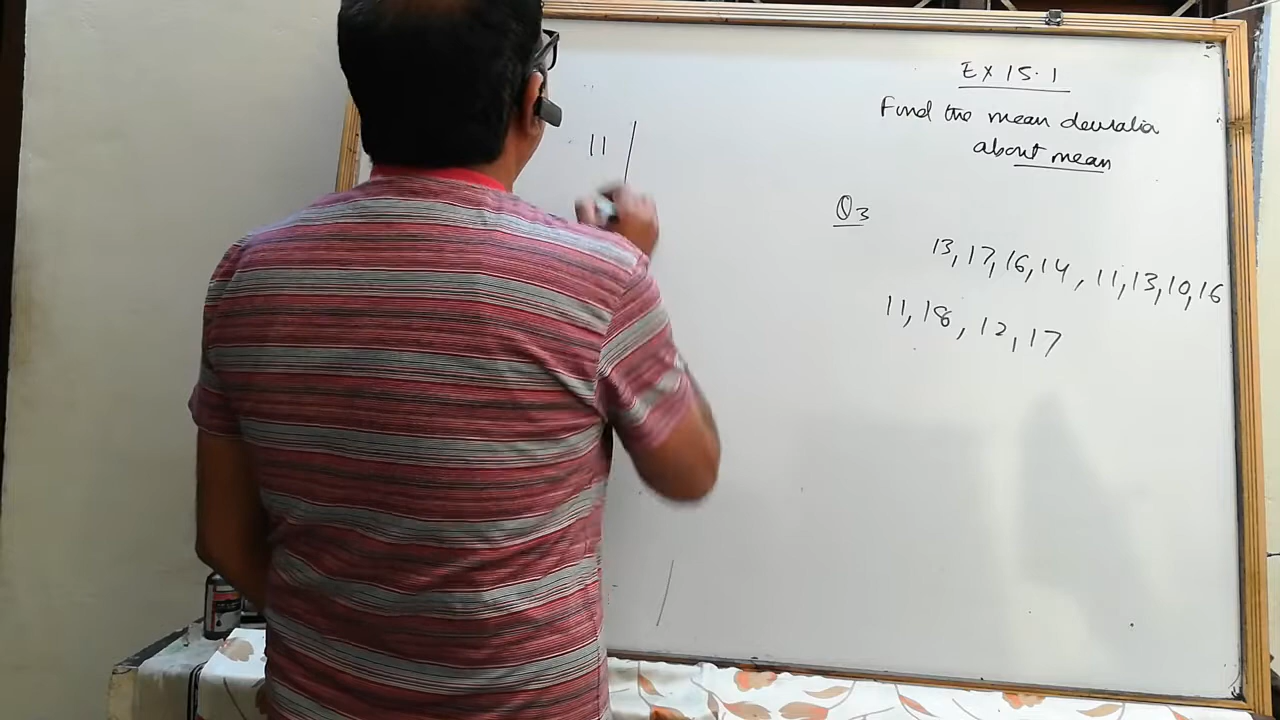 EX 15.1
Find the mean deviation
about mean
11
Q3
13, 17, 16, 14, 11, 13, 10, 16
11, 18, 12, 17